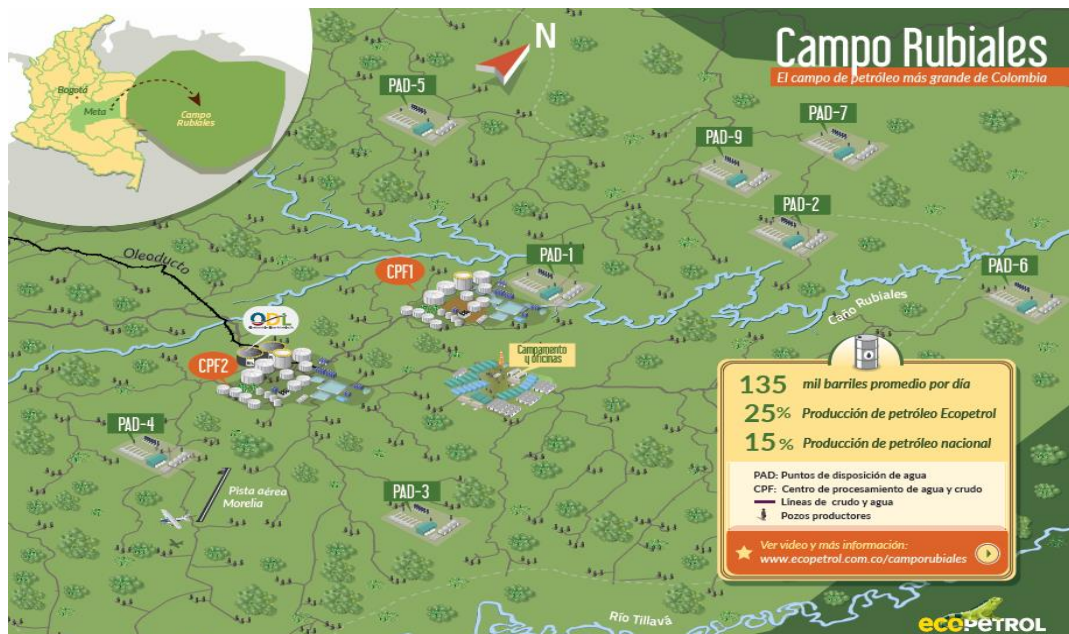 Campo Rubiales
El campo de petróleo más grande de Colombia
N
Bogotá
Meta
Campo
Rubiales
PAD-5
PAD-7
PAD-9
PAD-2
PAD-1
PAD-6
Oleoducto
CPF1
ODL
Caño Rubiales
CPF2
Campamento
y oficinas
PAD-4
Pista aérea
Morelia
PAD-3
135 mil barriles promedio por día
25% Producción de petróleo Ecopetrol
15% Producción de petróleo nacional
PAD: Puntos de disposición de agua
CPF: Centro de procesamiento de agua y crudo
Líneas de crudo y agua
Pozos productores
Ver video y más información:
www.ecopetrol.com.co/camporubiales
Río Tillavá
ecoPETROL